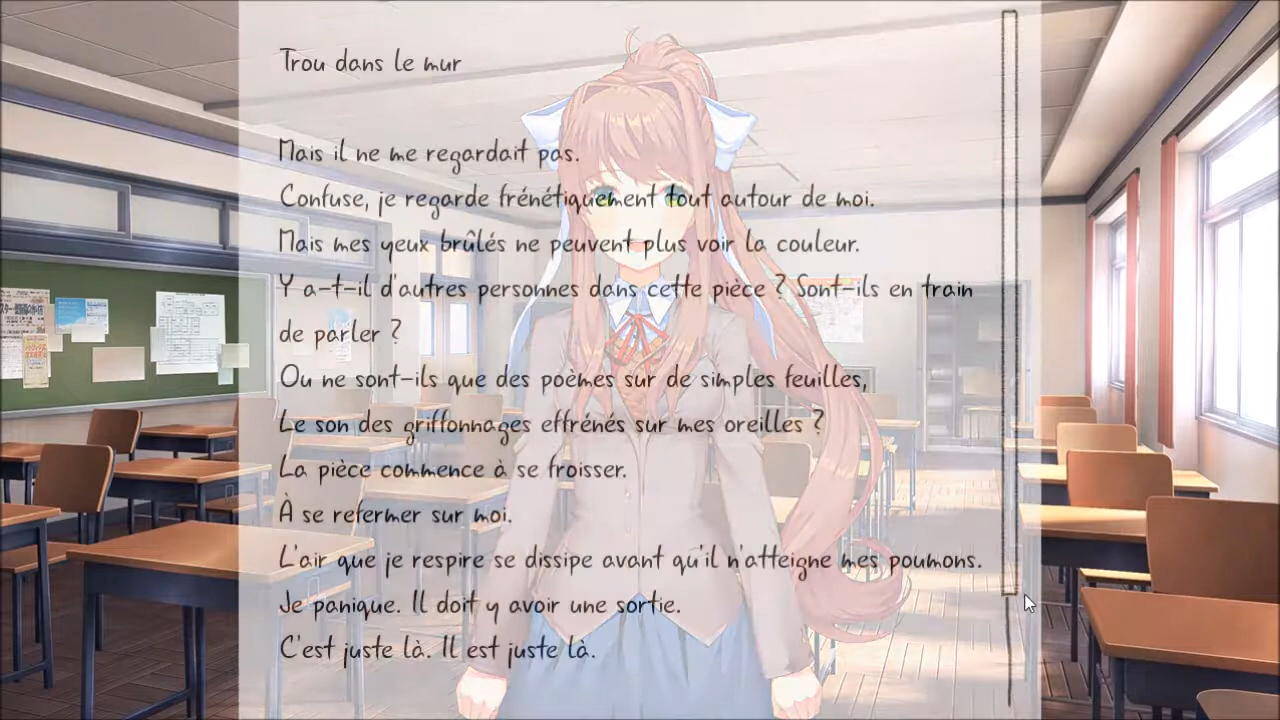 Trou dans le mur
Mais il ne me regardait pas.
Confuse, je regarde frénétiquement tout autour de moi.
Mais mes yeux brûlés ne peuvent plus voir la couleur.
Y a-t-il d'autres personnes dans cette pièce ? Sont-ils en train
de parler ?
Ou ne sont-ils que des poèmes sur de simples feuilles,
Le son des griffonnages effrénés sur mes oreilles ?
La pièce commence à se froisser.
À se refermer sur moi.
L'air que je respire se dissipe avant qu'il n'atteigne mes poumons.
Je panique. Il doit y avoir une sortie.
C'est juste là. Il est juste là.